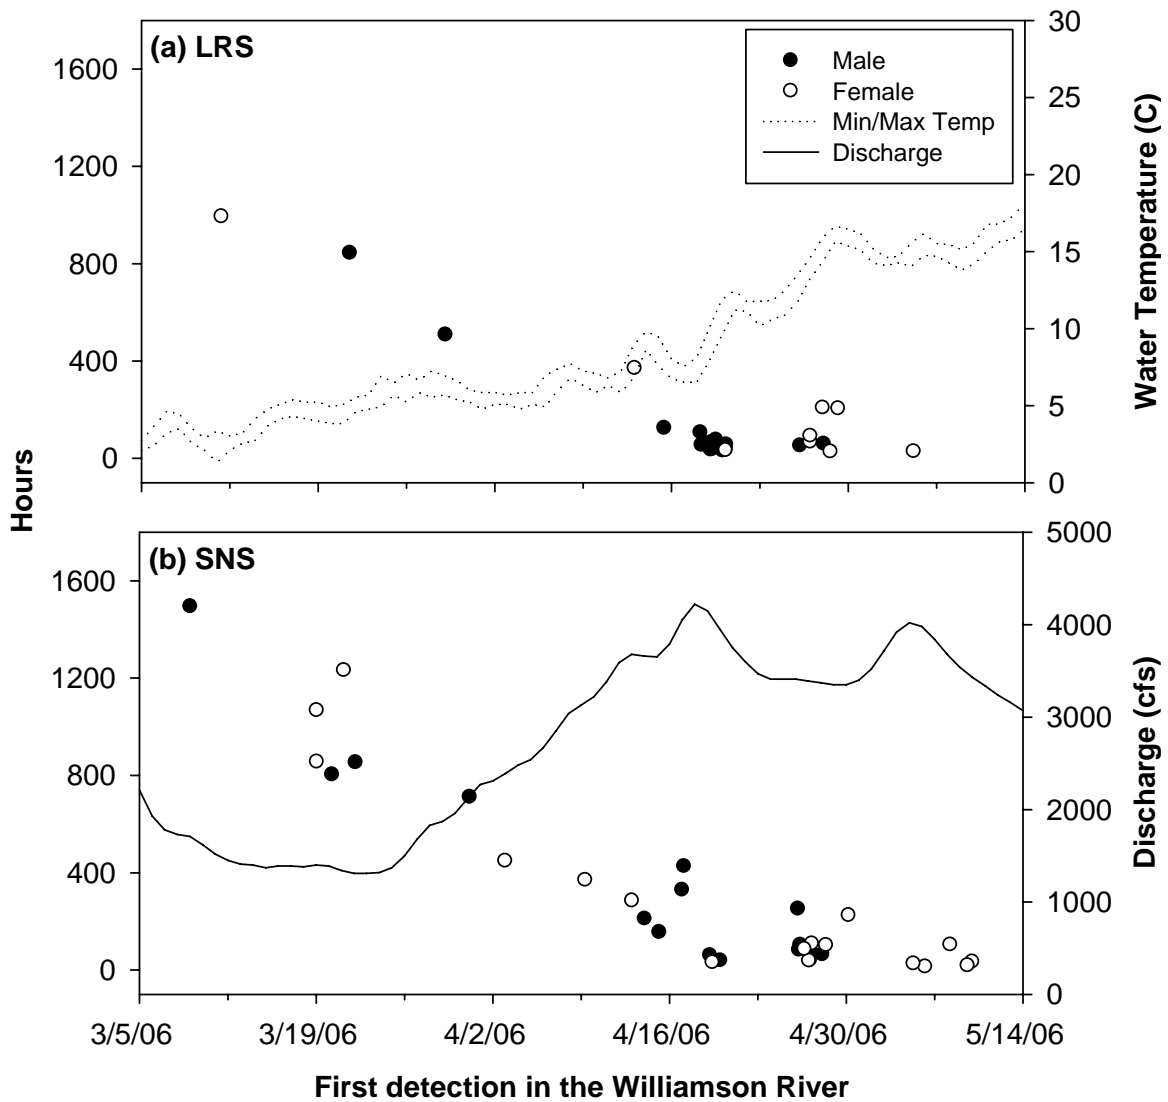 (a) LRS
Male
Female
Min/Max Temp
Discharge
1600
1200
800
400
0
30
25
20
15
10
5
0
Water Temperature (C)
Hours
(b) SNS
1600
1200
800
400
0
5000
4000
3000
2000
1000
0
Discharge (cfs)
3/5/06 3/19/06 4/2/06 4/16/06 4/30/06 5/14/06
First detection in the Williamson River